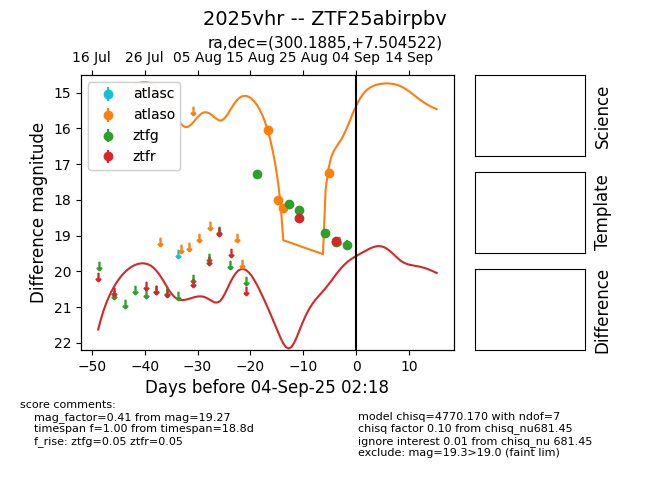 2025vhr -- ZTF25abirpbv
ra,dec=(300.1885,+7.504522)
16 Jul 26 Jul 05 Aug 15 Aug 25 Aug 04 Sep 14 Sep
atlasc
atlaso
ztfg
ztfr
15
16
17
18
19
20
21
22
Difference magnitude
−50 −40 −30 −20 −10 0 10
Days before 04-Sep-25 02:18
Science
Template
Difference
score comments:
mag_factor=0.41 from mag=19.27
timespan f=1.00 from timespan=18.8d
f_rise: ztfg=0.05 ztfr=0.05
model chisq=4770.170 with ndof=7
chisq factor 0.10 from chisq_nu681.45
ignore interest 0.01 from chisq_nu 681.45
exclude: mag=19.3>19.0 (faint lim)